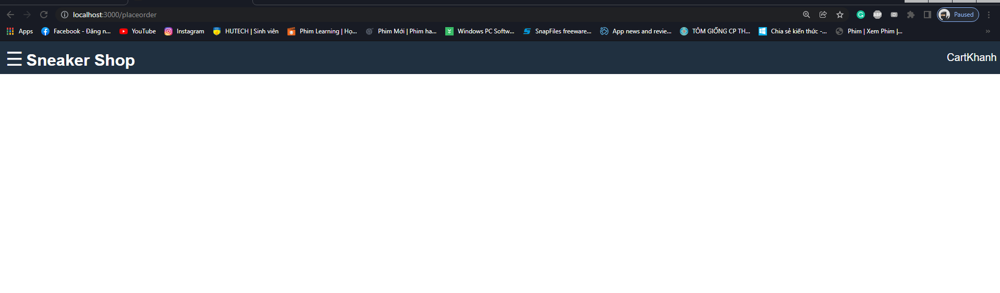 localhost:3000/placeorder
ABP
Paused
Apps
Facebook - Đăng n...
YouTube
Instagram
HUTECH | Sinh viên
Phim Learning | Họ...
Phim Mới | Phim ha...
Windows PC Softw...
SnapFiles freeware...
App news and revie...
TÔM GIỐNG CP TH...
Chia sẻ kiến thức -...
Phim | Xem Phim |...
Sneaker Shop
CartKhanh